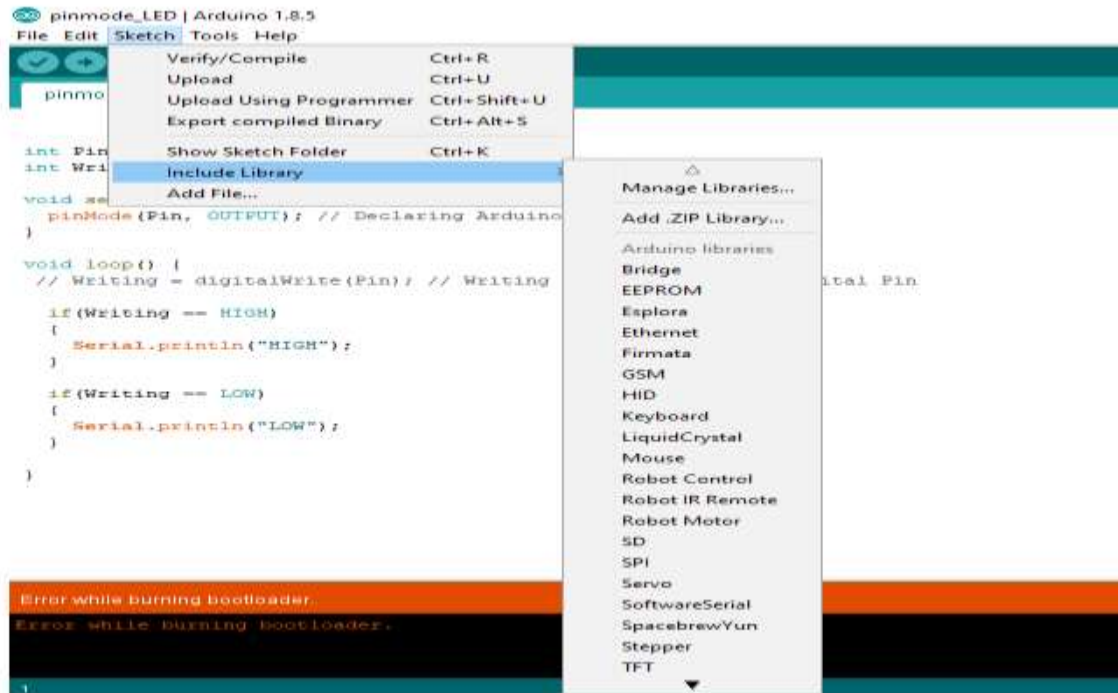 pinmode_LED | Arduino 1.8.5
File Edit Sketch Tools Help
Verify/Compile Ctrl+R
Upload Ctrl+U
Upload Using Programmer Ctrl+Shift+U
Export compiled Binary Ctrl+Alt+S
Show Sketch Folder Ctrl+K
Include Library
Add File...
Manage Libraries...
Add .ZIP Library...
Arduino libraries
Bridge
EEPROM
Esplora
Ethernet
Firmata
GSM
HID
Keyboard
LiquidCrystal
Mouse
Robot Control
Robot IR Remote
Robot Motor
SD
SPI
Servo
SoftwareSerial
SpacebrewYun
Stepper
TFT
pinmo
int Pin
int Wri
void se
pinMode(Pin, OUTPUT); // Declaring Arduino
}
void loop() {
// Writing = digitalWrite(Pin); // Writing ital Pin
if(Writing == HIGH)
{
Serial.println("HIGH");
}
if(Writing == LOW)
{
Serial.println("LOW");
}
}
Error while burning bootloader.
Error while burning bootloader.
1